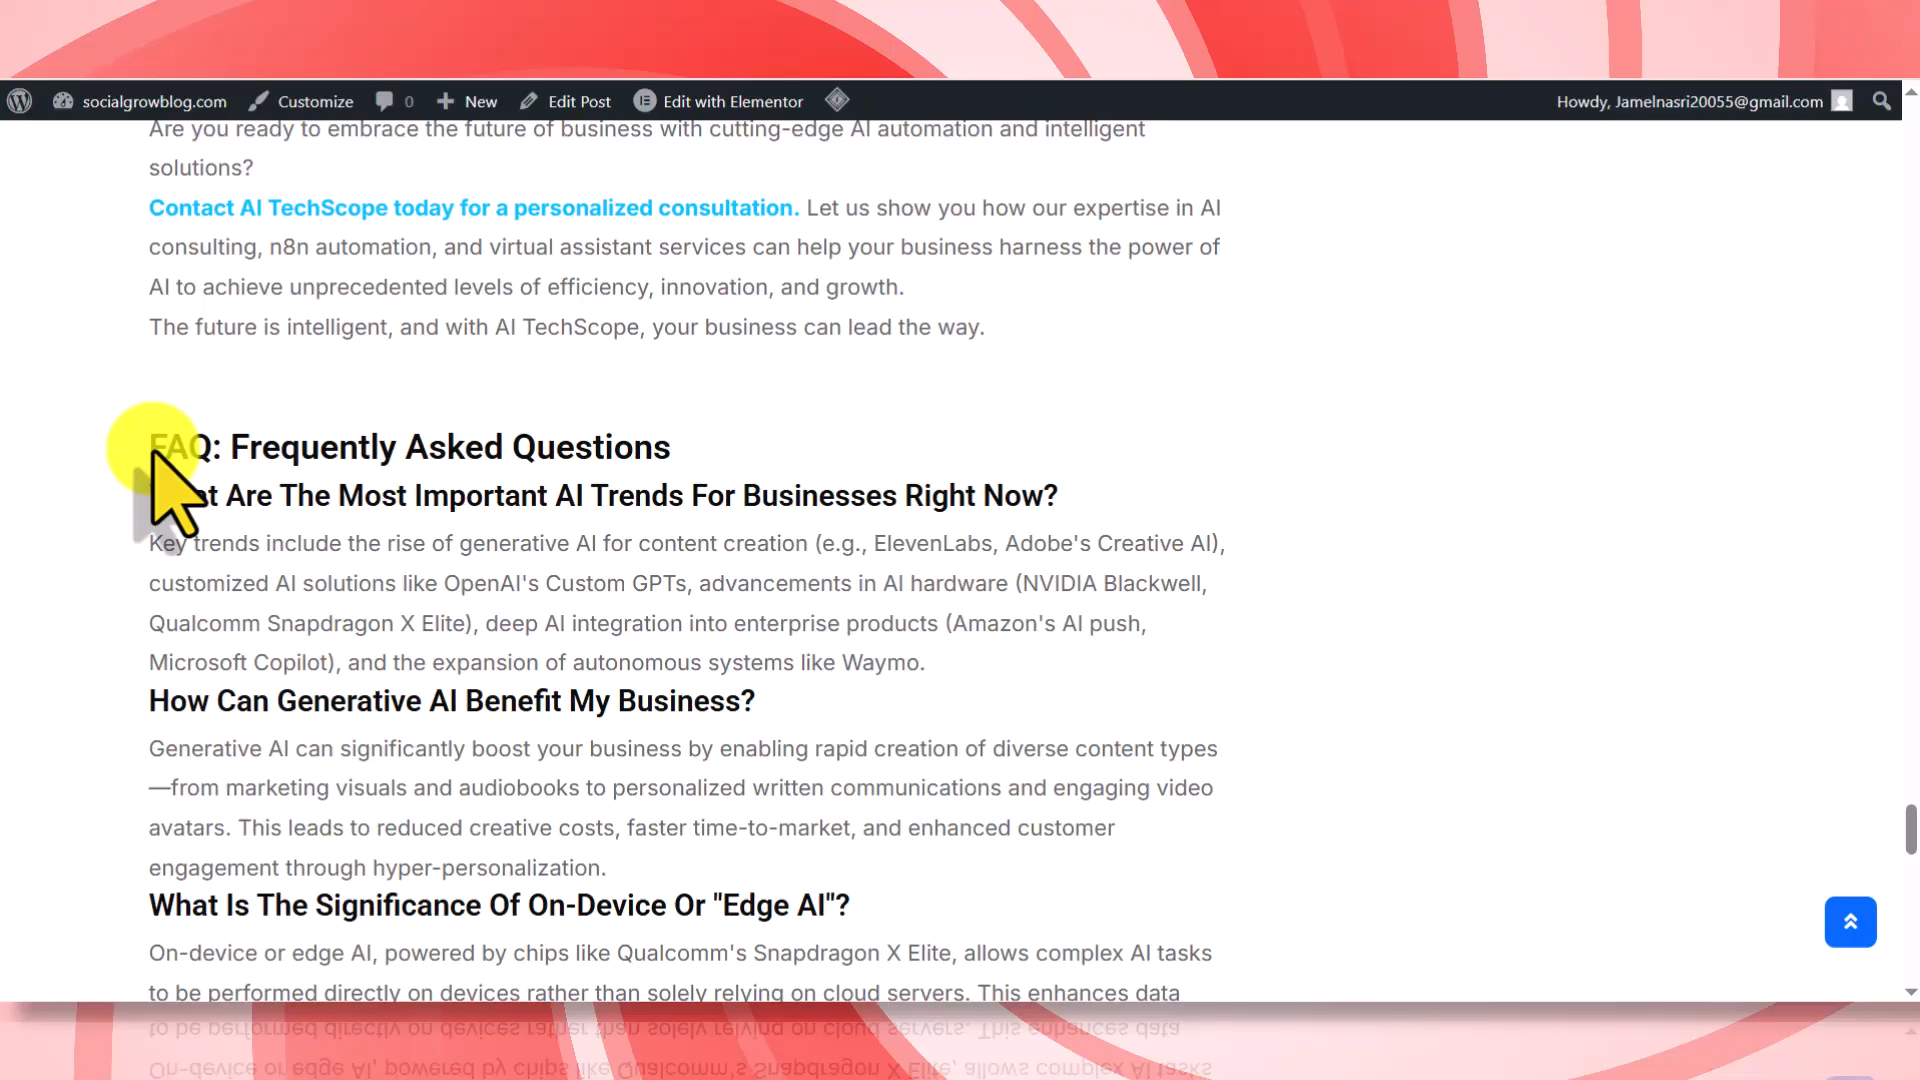 socialgrowblog.com Customize 0 New Edit Post Edit with Elementor Howdy, Jamelnasri20055@gmail.com
Are you ready to embrace the future of business with cutting-edge AI automation and intelligent
solutions?
Contact AI TechScope today for a personalized consultation. Let us show you how our expertise in AI
consulting, n8n automation, and virtual assistant services can help your business harness the power of
AI to achieve unprecedented levels of efficiency, innovation, and growth.
The future is intelligent, and with AI TechScope, your business can lead the way.
FAQ: Frequently Asked Questions
Are The Most Important AI Trends For Businesses Right Now?
Key trends include the rise of generative AI for content creation (e.g., ElevenLabs, Adobe's Creative AI),
customized AI solutions like OpenAI's Custom GPTs, advancements in AI hardware (NVIDIA Blackwell,
Qualcomm Snapdragon X Elite), deep AI integration into enterprise products (Amazon's AI push,
Microsoft Copilot), and the expansion of autonomous systems like Waymo.
How Can Generative AI Benefit My Business?
Generative AI can significantly boost your business by enabling rapid creation of diverse content types
—from marketing visuals and audiobooks to personalized written communications and engaging video
avatars. This leads to reduced creative costs, faster time-to-market, and enhanced customer
engagement through hyper-personalization.
What Is The Significance Of On-Device Or "Edge AI"?
On-device or edge AI, powered by chips like Qualcomm's Snapdragon X Elite, allows complex AI tasks
to be performed directly on devices rather than solely relying on cloud servers. This enhances data